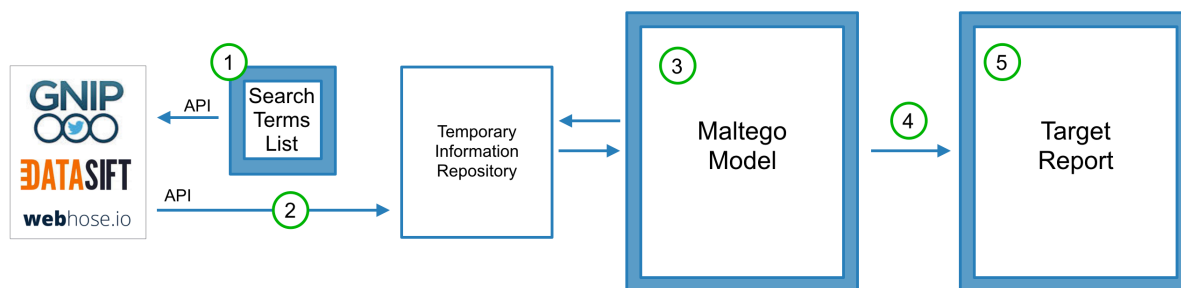 GNIP
DATASIFT
webhose.io
API
API
1
Search
Terms
List
2
Temporary
Information
Repository
3
Maltego
Model
4
5
Target
Report